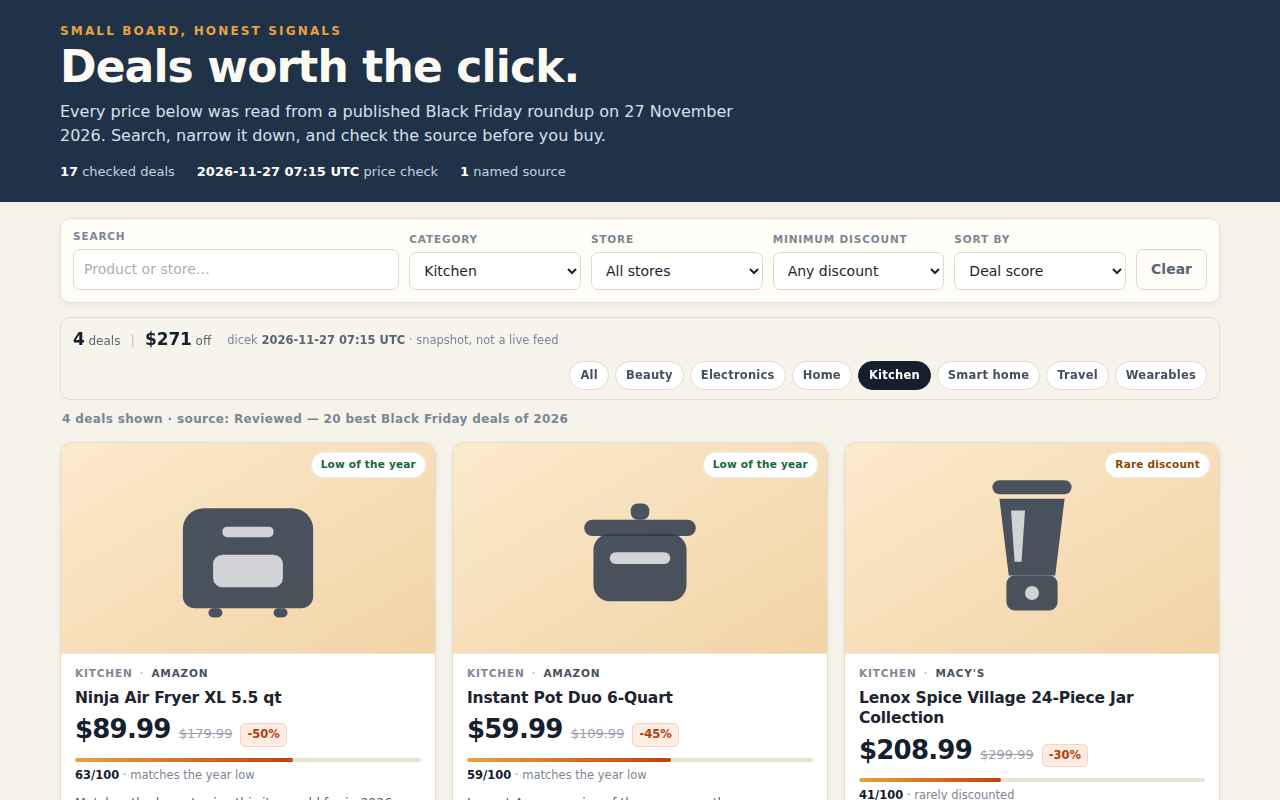 SMALL BOARD, HONEST SIGNALS
Deals worth the click.
Every price below was read from a published Black Friday roundup on 27 November
2026. Search, narrow it down, and check the source before you buy.
17 checked deals 2026-11-27 07:15 UTC price check 1 named source
SEARCH CATEGORY STORE MINIMUM DISCOUNT SORT BY
Product or store... Kitchen All stores Any discount Deal score Clear
4 deals | $271 off dicek 2026-11-27 07:15 UTC · snapshot, not a live feed
All Beauty Electronics Home Kitchen Smart home Travel Wearables
4 deals shown · source: Reviewed — 20 best Black Friday deals of 2026
Low of the year
KITCHEN · AMAZON
Ninja Air Fryer XL 5.5 qt
$89.99 $179.99 -50%
63/100 · matches the year low
Low of the year
KITCHEN · AMAZON
Instant Pot Duo 6-Quart
$59.99 $109.99 -45%
59/100 · matches the year low
Rare discount
KITCHEN · MACY'S
Lenox Spice Village 24-Piece Jar
Collection
$208.99 $299.99 -30%
41/100 · rarely discounted